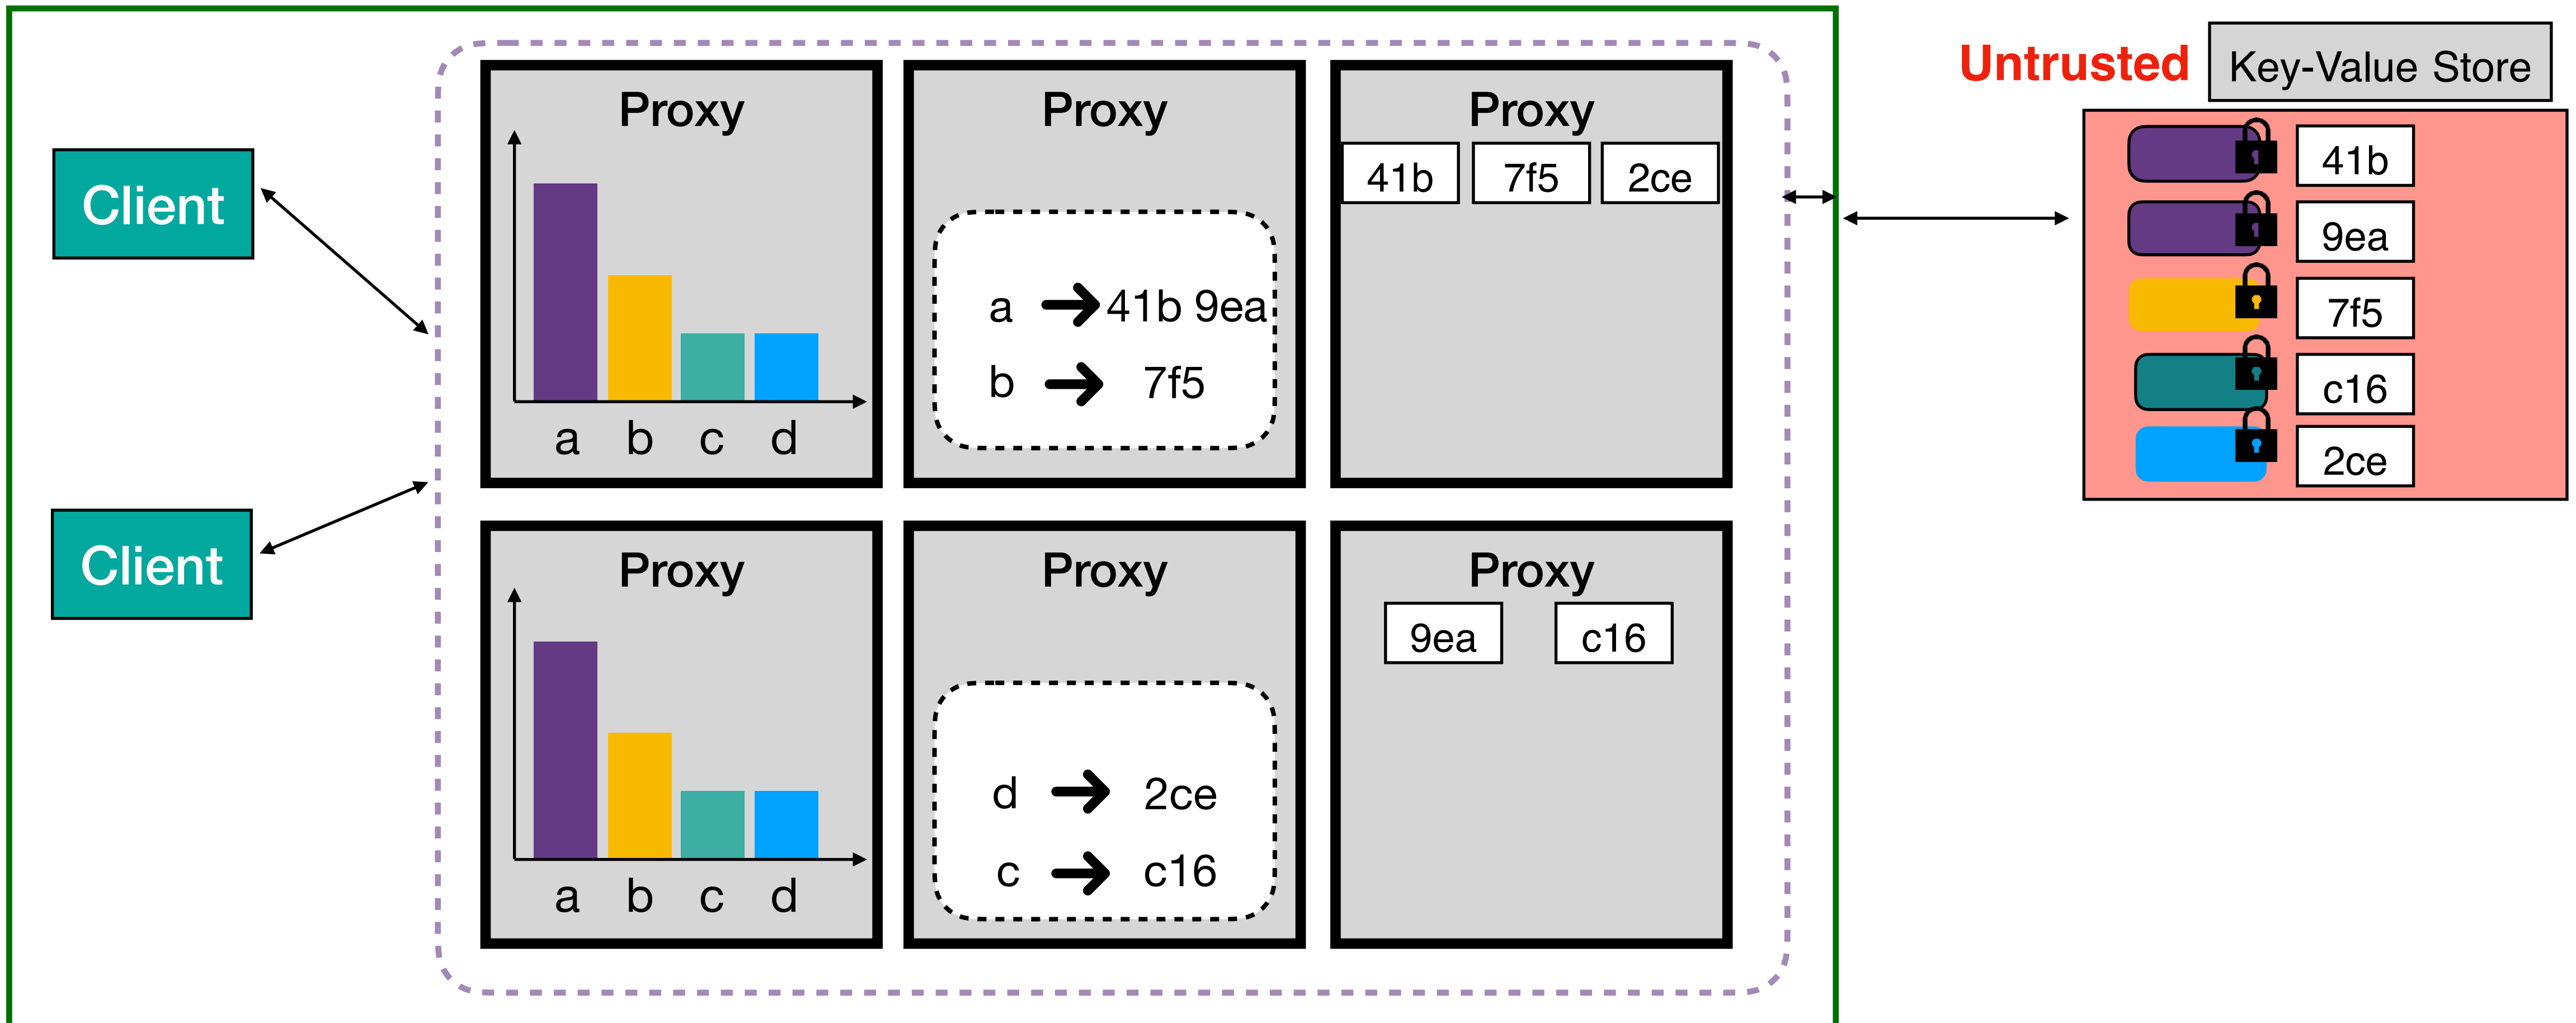 Client
Client
Proxy
a b c d
Proxy
a → 41b 9ea
b → 7f5
Proxy
41b 7f5 2ce
Proxy
a b c d
Proxy
d → 2ce
c → c16
Proxy
9ea c16
Untrusted Key-Value Store
41b
9ea
7f5
c16
2ce